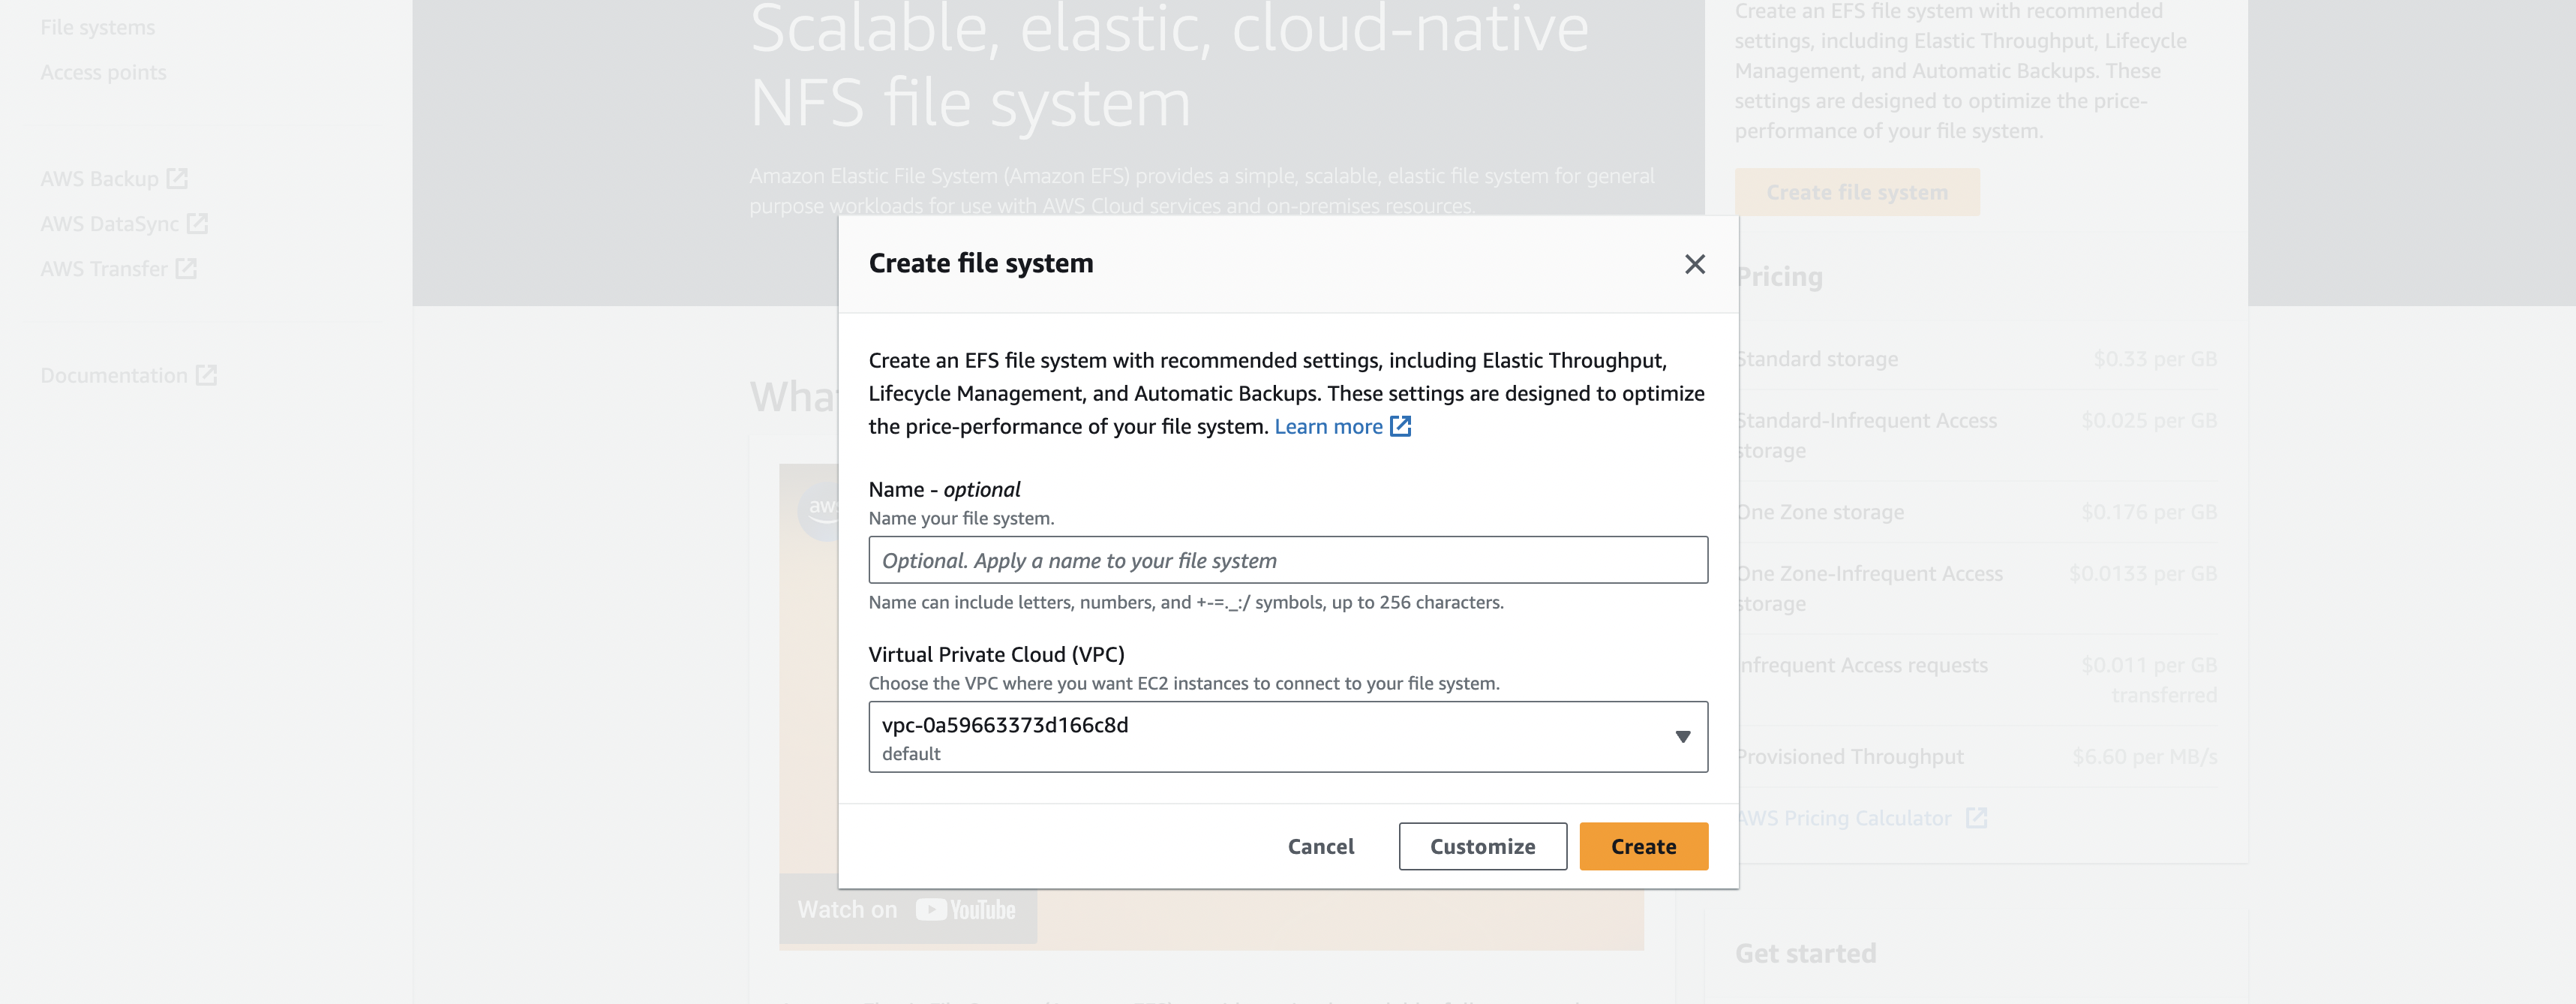 File systems
Access points
AWS Backup
AWS DataSync
AWS Transfer
Documentation
Scalable, elastic, cloud-native
NFS file system
Amazon Elastic File System (Amazon EFS) provides a simple, scalable, elastic file system for general
purpose workloads for use with AWS Cloud services and on-premises resources.
What
aws
Watch on YouTube
Create file system
Create an EFS file system with recommended settings, including Elastic Throughput,
Lifecycle Management, and Automatic Backups. These settings are designed to optimize
the price-performance of your file system. Learn more
Name - optional
Name your file system.
Optional. Apply a name to your file system
Name can include letters, numbers, and +-=._:/ symbols, up to 256 characters.
Virtual Private Cloud (VPC)
Choose the VPC where you want EC2 instances to connect to your file system.
vpc-0a59663373d166c8d
default
Cancel Customize Create
Create an EFS file system with recommended
settings, including Elastic Throughput, Lifecycle
Management, and Automatic Backups. These
settings are designed to optimize the price-
performance of your file system.
Create file system
Pricing
Standard storage $0.33 per GB
Standard-Infrequent Access $0.025 per GB
storage
One Zone storage $0.176 per GB
One Zone-Infrequent Access $0.0133 per GB
storage
Infrequent Access requests $0.011 per GB
transferred
Provisioned Throughput $6.60 per MB/s
AWS Pricing Calculator
Get started